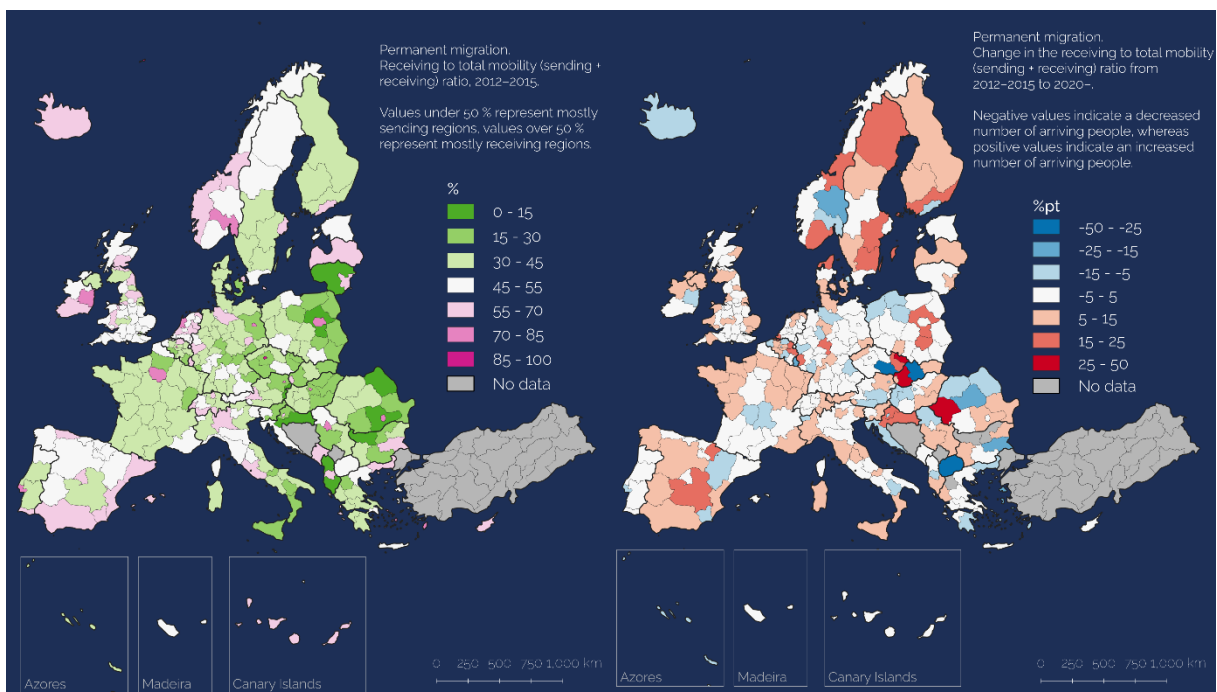 Permanent migration.
Receiving to total mobility (sending +
receiving) ratio, 2012–2015.
Values under 50 % represent mostly
sending regions, values over 50 %
represent mostly receiving regions.
%
0 - 15
15 - 30
30 - 45
45 - 55
55 - 70
70 - 85
85 - 100
No data
Azores
Madeira
Canary Islands
0 250 500 750 1,000 km
Permanent migration.
Change in the receiving to total mobility
(sending + receiving) ratio from
2012–2015 to 2020–.
Negative values indicate a decreased
number of arriving people, whereas
positive values indicate an increased
number of arriving people.
%pt
-50 - -25
-25 - -15
-15 - -5
-5 - 5
5 - 15
15 - 25
25 - 50
No data
Azores
Madeira
Canary Islands
0 250 500 750 1,000 km